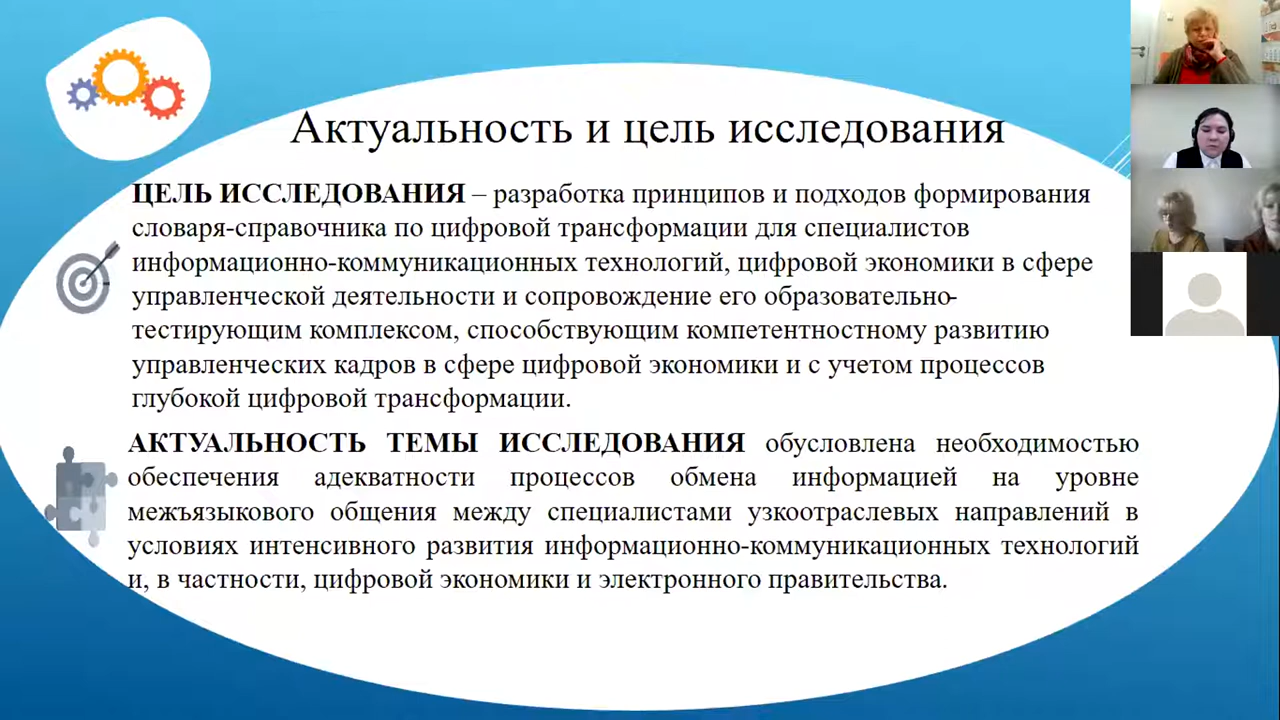 Актуальность и цель исследования
ЦЕЛЬ ИССЛЕДОВАНИЯ – разработка принципов и подходов формирования
словаря-справочника по цифровой трансформации для специалистов
информационно-коммуникационных технологий, цифровой экономики в сфере
управленческой деятельности и сопровождение его образовательно-
тестирующим комплексом, способствующим компетентностному развитию
управленческих кадров в сфере цифровой экономики и с учетом процессов
глубокой цифровой трансформации.
АКТУАЛЬНОСТЬ ТЕМЫ ИССЛЕДОВАНИЯ обусловлена необходимостью
обеспечения адекватности процессов обмена информацией на уровне
межъязыкового общения между специалистами узкоотраслевых направлений в
условиях интенсивного развития информационно-коммуникационных технологий
и, в частности, цифровой экономики и электронного правительства.